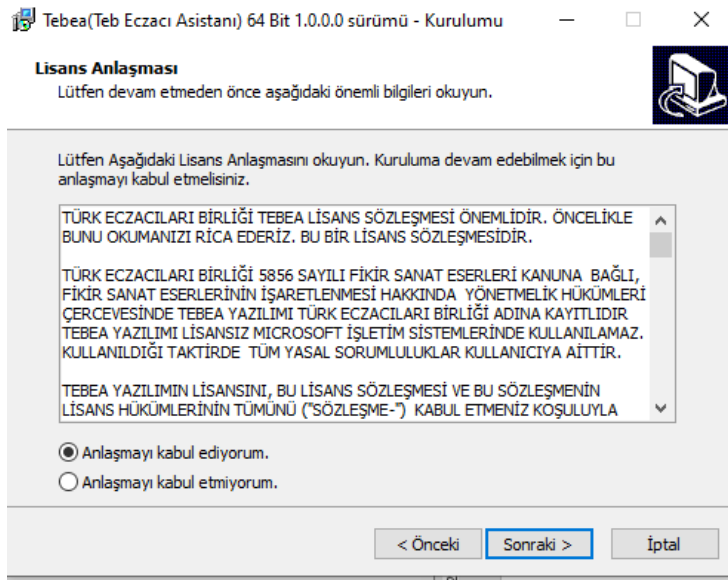 Tebea(Teb Eczacı Asistanı) 64 Bit 1.0.0.0 sürümü - Kurulumu
Lisans Anlaşması
Lütfen devam etmeden önce aşağıdaki önemli bilgileri okuyun.
Lütfen Aşağıdaki Lisans Anlaşmasını okuyun. Kuruluma devam edebilmek için bu
anlaşmayı kabul etmelisiniz.
TÜRK ECZACILARI BİRLİĞİ TEBEA LİSANS SÖZLEŞMESİ ÖNEMLİDİR. ÖNCELİKLE
BUNU OKUMANIZI RİCA EDERİZ. BU BİR LİSANS SÖZLEŞMESİDİR.
TÜRK ECZACILARI BİRLİĞİ 5856 SAYILI FİKİR SANAT ESERLERİ KANUNA BAĞLI,
FİKİR SANAT ESERLERİNİN İŞARETLENMESİ HAKKINDA YÖNETMELİK HÜKÜMLERİ
ÇERCEVESİNDE TEBEA YAZILIMI TÜRK ECZACILARI BİRLİĞİ ADINA KAYITLIDIR
TEBEA YAZILIMI LİSANSIZ MICROSOFT İŞLETİM SİSTEMLERİNDE KULLANILAMAZ.
KULLANILDIĞI TAKTİRDE TÜM YASAL SORUMLULUKLAR KULLANICIYA AİTTİR.
TEBEA YAZILIMIN LİSANSINI, BU LİSANS SÖZLEŞMESİ VE BU SÖZLEŞMENİN
LİSANS HÜKÜMLERİNİN TÜMÜNÜ ("SÖZLEŞME-") KABUL ETMENİZ KOŞULUYLA
Anlaşmayı kabul ediyorum.
Anlaşmayı kabul etmiyorum.
< Önceki
Sonraki >
İptal